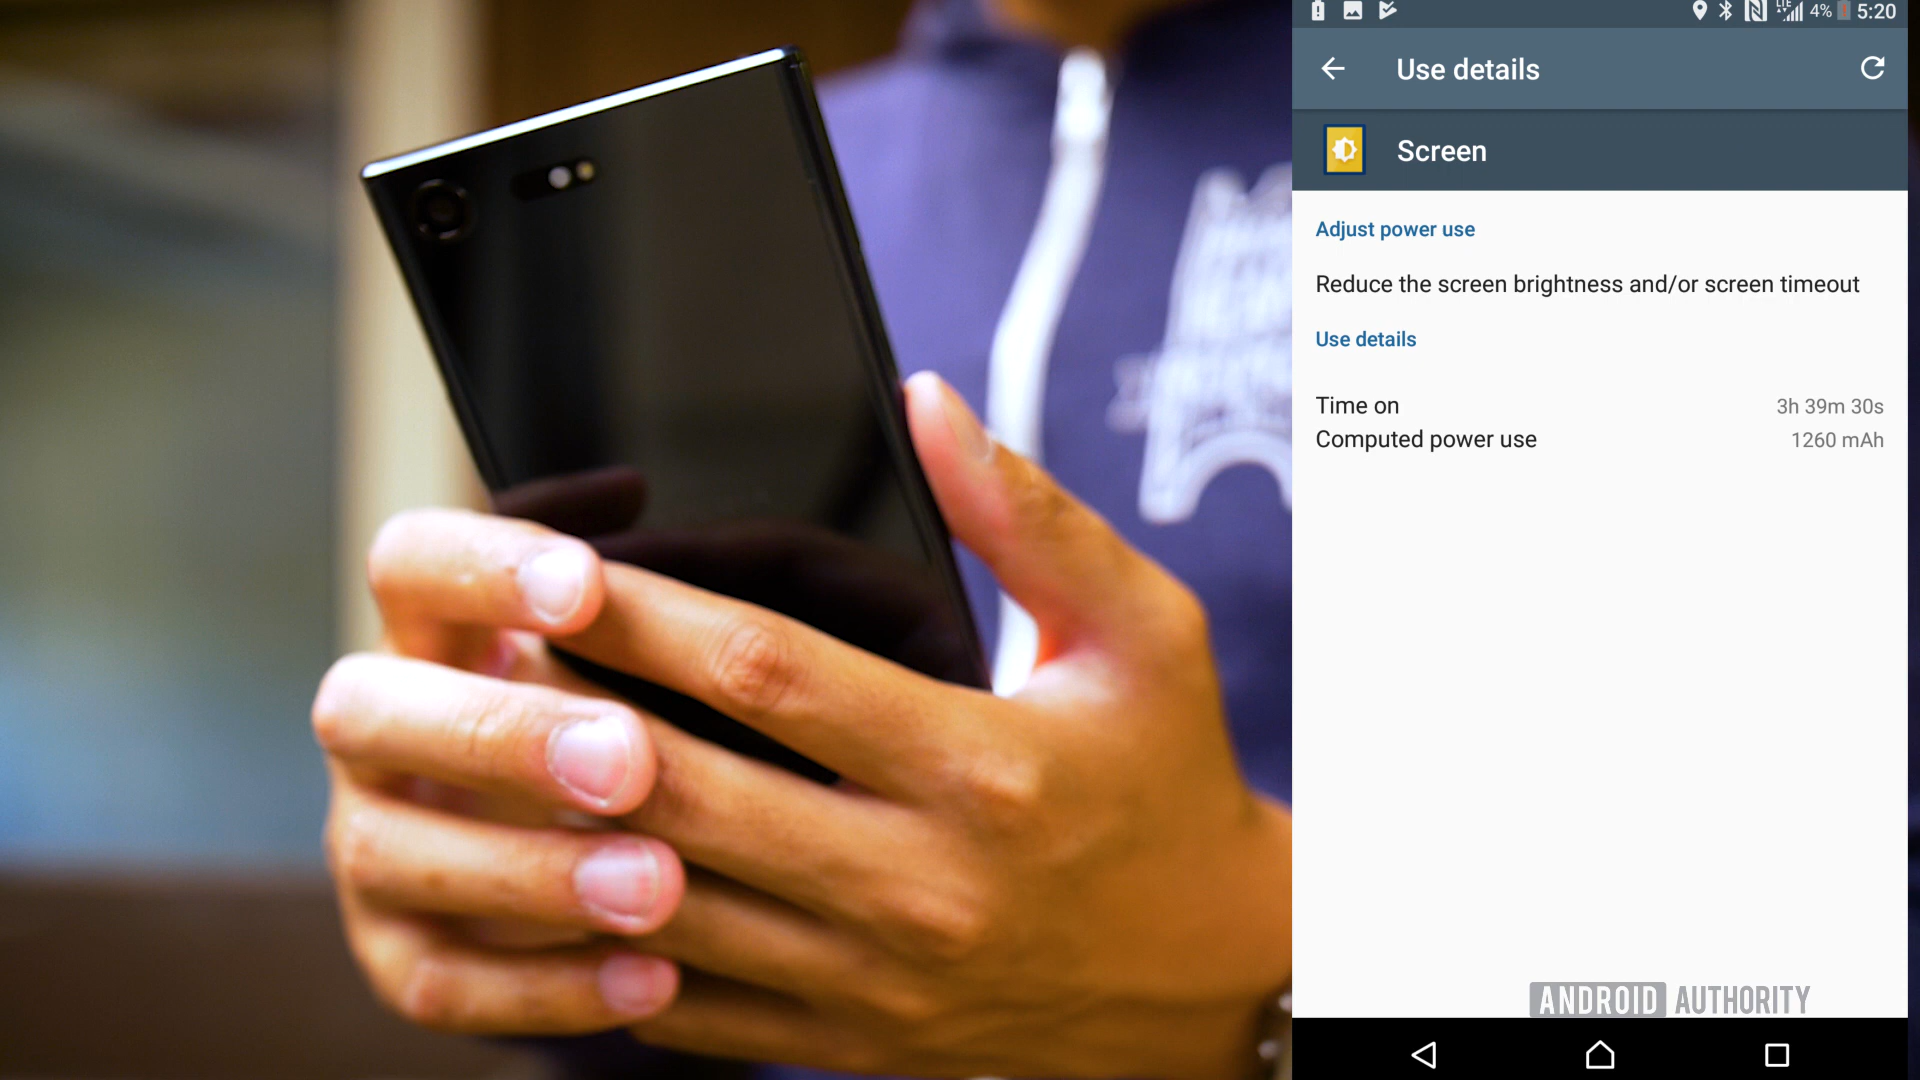 LTE 4% 5:20
Use details
Screen
Adjust power use
Reduce the screen brightness and/or screen timeout
Use details
Time on 3h 39m 30s
Computed power use 1260 mAh
ANDROID AUTHORITY